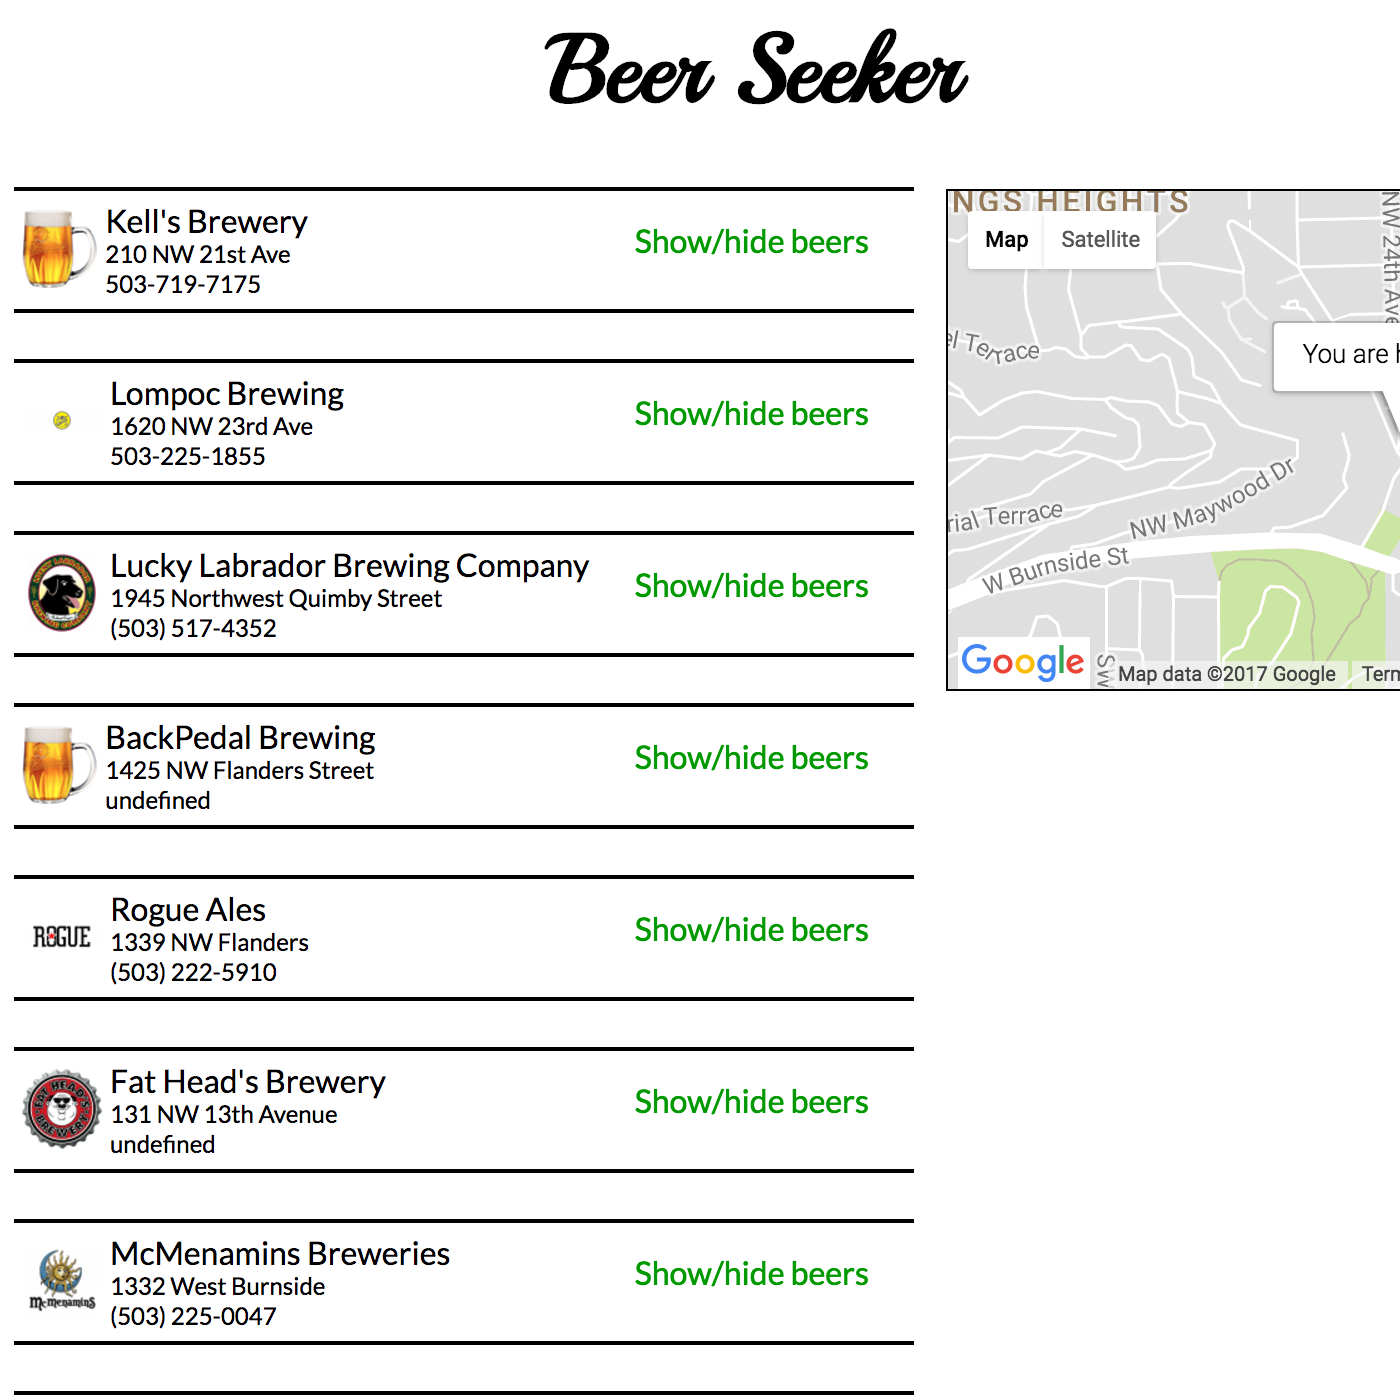 Beer Seeker
Kell's Brewery
210 NW 21st Ave
503-719-7175
Show/hide beers
Lompoc Brewing
1620 NW 23rd Ave
503-225-1855
Show/hide beers
Lucky Labrador Brewing Company
1945 Northwest Quimby Street
(503) 517-4352
Show/hide beers
BackPedal Brewing
1425 NW Flanders Street
undefined
Show/hide beers
ROGUE
Rogue Ales
1339 NW Flanders
(503) 222-5910
Show/hide beers
FAT HEAD'S
BREWERY
Fat Head's Brewery
131 NW 13th Avenue
undefined
Show/hide beers
McMenamins
McMenamins Breweries
1332 West Burnside
(503) 225-0047
Show/hide beers
NGS HEIGHTS
Map
Satellite
NW 24th Ave
You are
el Terrace
rial Terrace
NW Maywood Dr
W Burnside St
SW
Google
Map data ©2017 Google
Tern